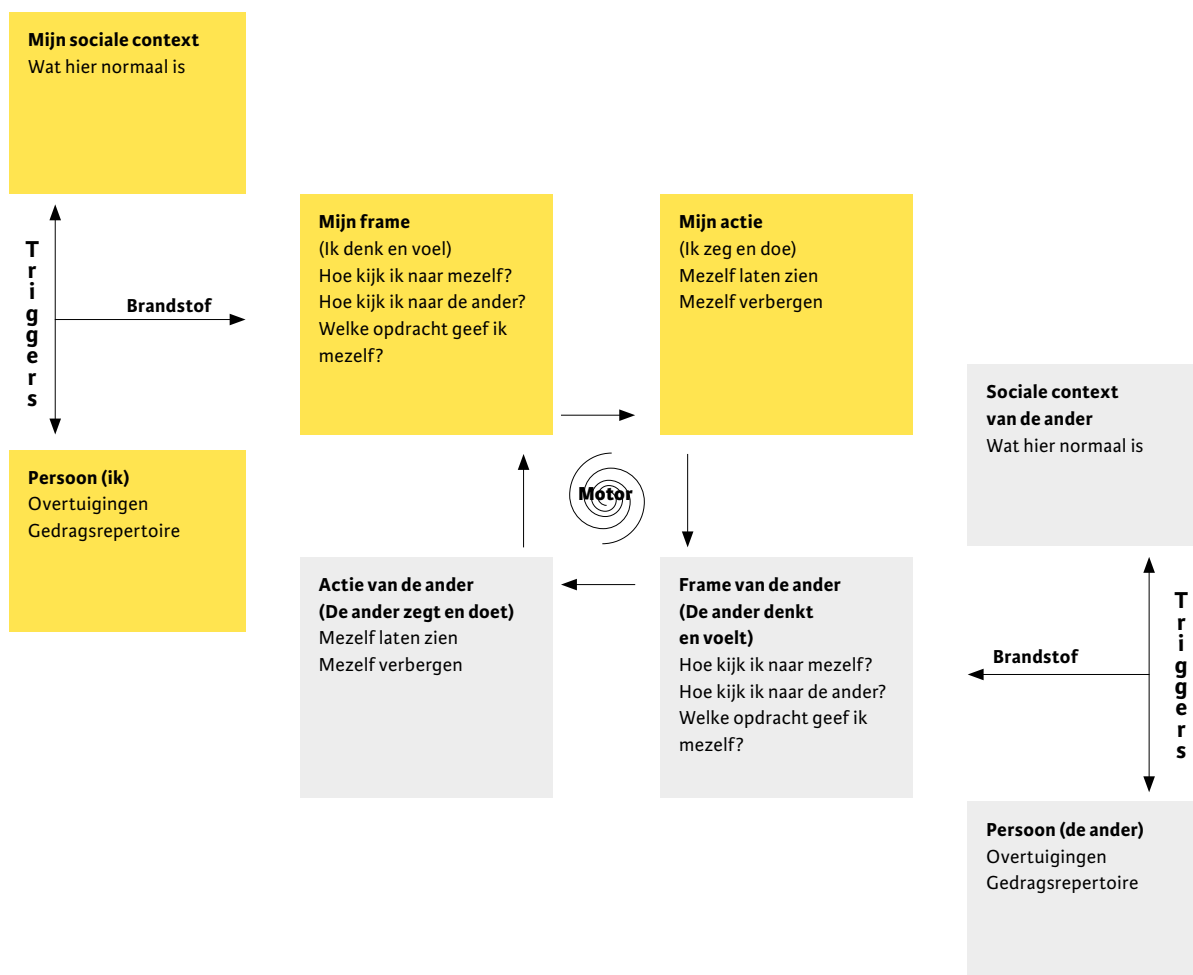 Mijn sociale context
Wat hier normaal is
Triggers
Brandstof
Mijn frame
(Ik denk en voel)
Hoe kijk ik naar mezelf?
Hoe kijk ik naar de ander?
Welke opdracht geef ik
mezelf?
Mijn actie
(Ik zeg en doe)
Mezelf laten zien
Mezelf verbergen
Persoon (ik)
Overtuigingen
Gedragsrepertoire
Motor
Actie van de ander
(De ander zegt en doet)
Mezelf laten zien
Mezelf verbergen
Frame van de ander
(De ander denkt
en voelt)
Hoe kijk ik naar mezelf?
Hoe kijk ik naar de ander?
Welke opdracht geef ik
mezelf?
Sociale context
van de ander
Wat hier normaal is
Brandstof
Triggers
Persoon (de ander)
Overtuigingen
Gedragsrepertoire